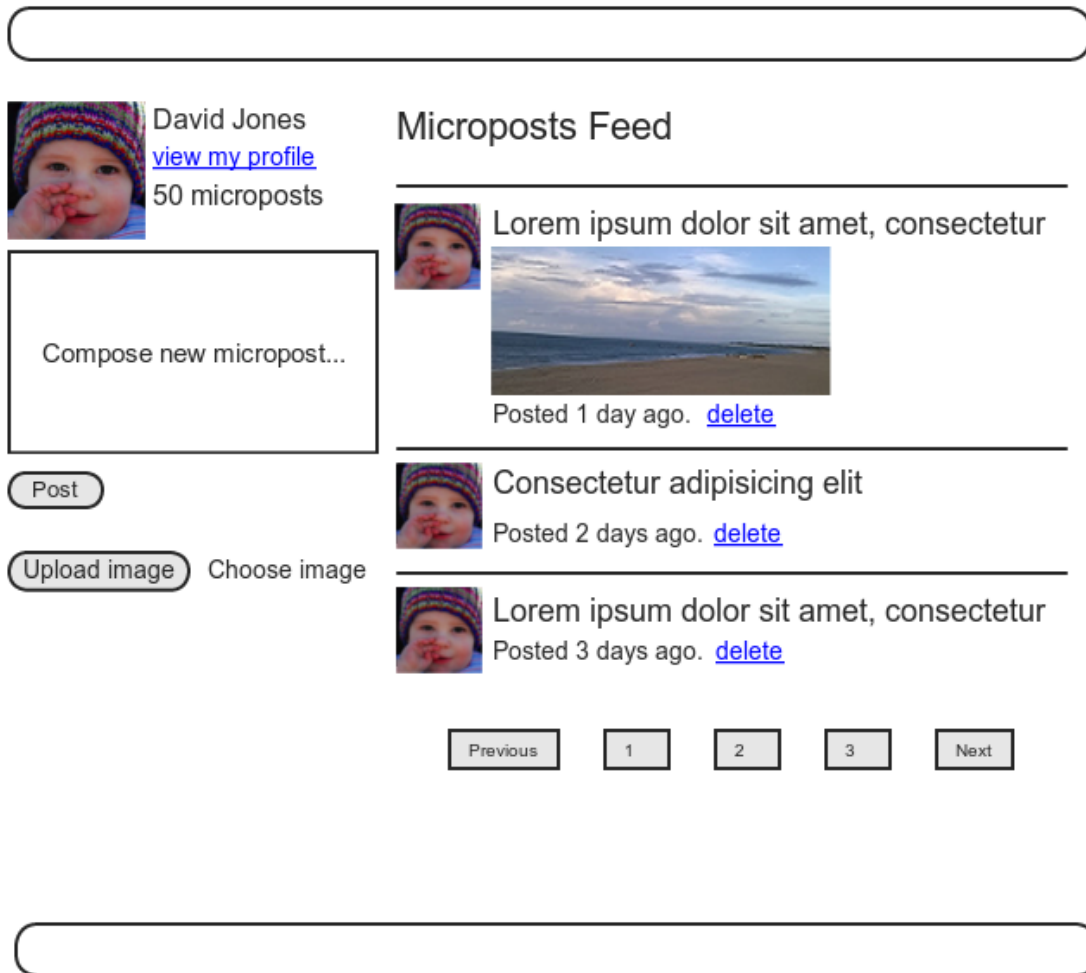 David Jones
view my profile
50 microposts
Compose new micropost...
Post
Upload image Choose image
Microposts Feed
Lorem ipsum dolor sit amet, consectetur
Posted 1 day ago. delete
Consectetur adipisicing elit
Posted 2 days ago. delete
Lorem ipsum dolor sit amet, consectetur
Posted 3 days ago. delete
Previous 1 2 3 Next